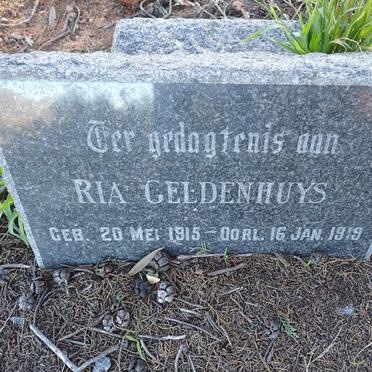 Ter gedagtenis aan
RIA GELDENHUYS
GEB. 20 MEI 1915 – OORL. 16 JAN. 1919